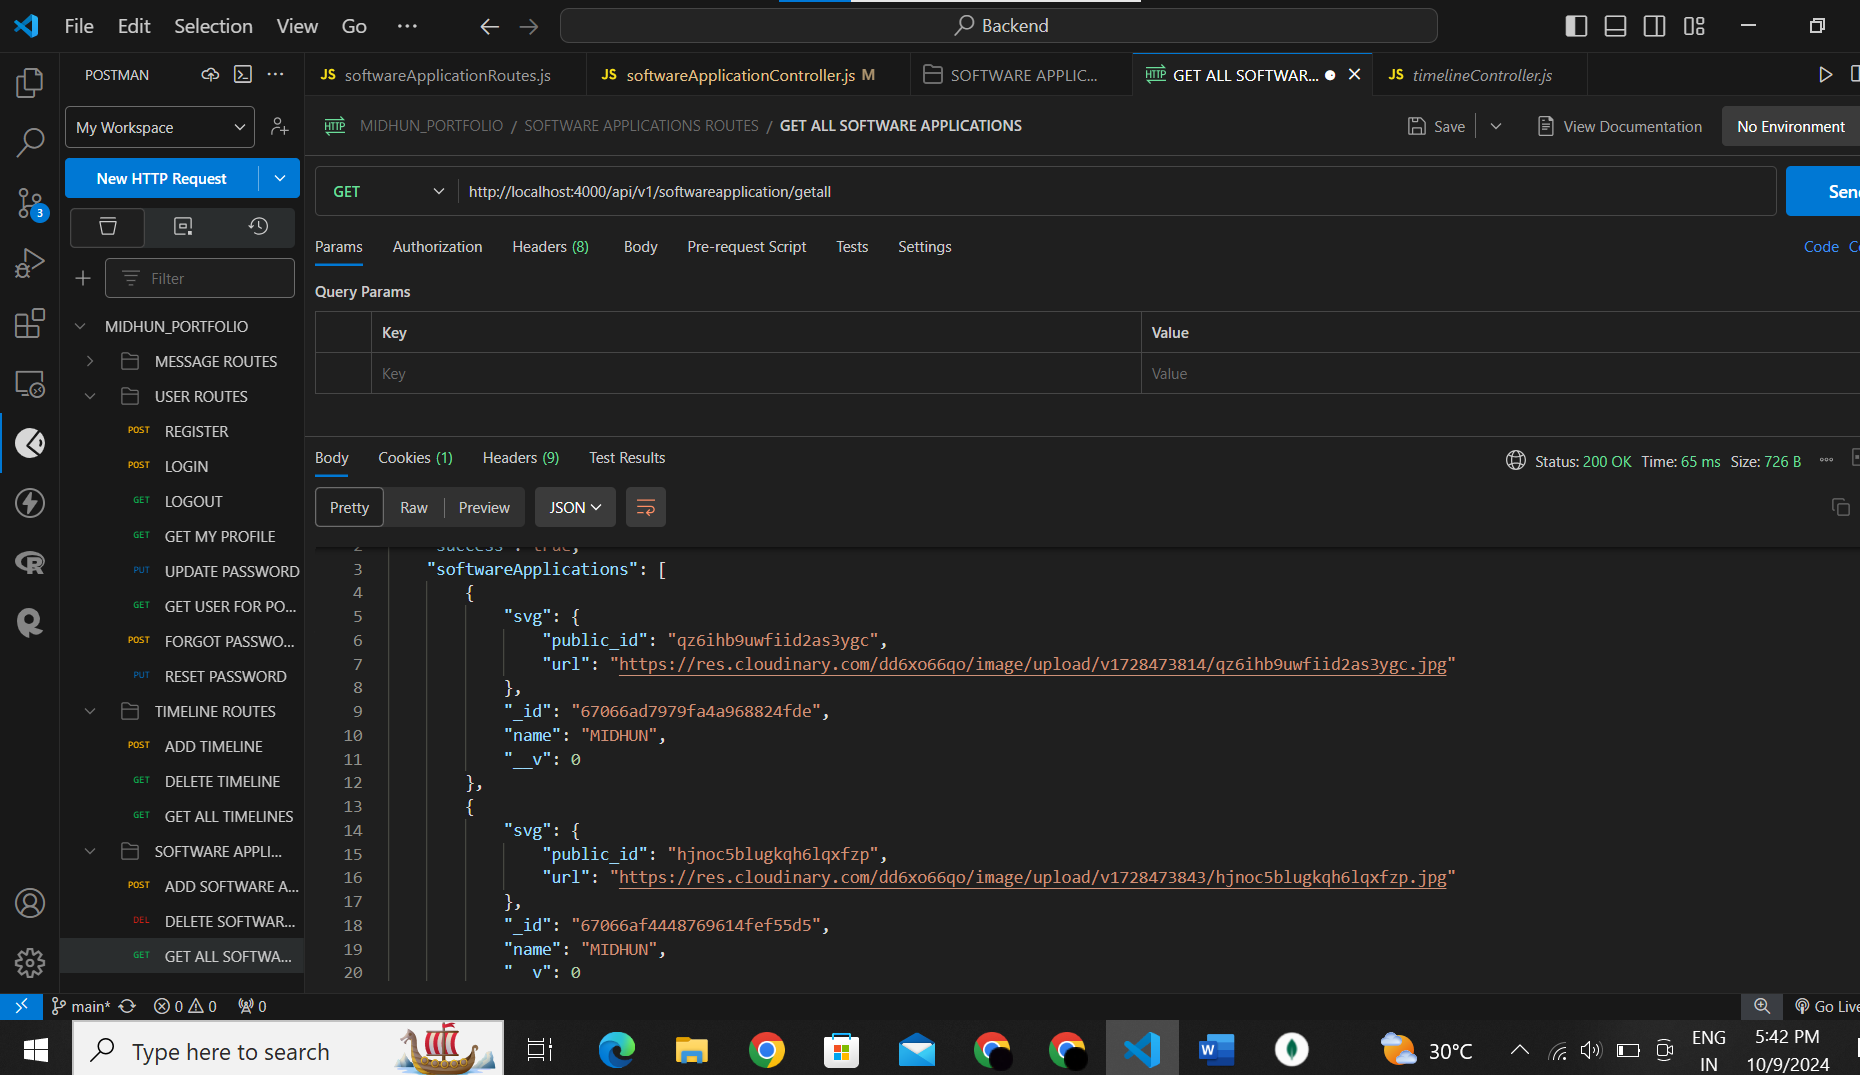 File Edit Selection View Go ··· Backend
POSTMAN ···
JS softwareApplicationRoutes.js JS softwareApplicationController.js M SOFTWARE APPLIC... HTTP GET ALL SOFTWAR... JS timelineController.js
My Workspace
HTTP MIDHUN_PORTFOLIO / SOFTWARE APPLICATIONS ROUTES / GET ALL SOFTWARE APPLICATIONS Save View Documentation No Environment
New HTTP Request
GET http://localhost:4000/api/v1/softwareapplication/getall Sen
3
Params Authorization Headers (8) Body Pre-request Script Tests Settings Code
Filter
Query Params
Key Value
Key Value
MIDHUN_PORTFOLIO
MESSAGE ROUTES
USER ROUTES
POST REGISTER
POST LOGIN
GET LOGOUT
GET GET MY PROFILE
PUT UPDATE PASSWORD
GET GET USER FOR PO...
POST FORGOT PASSWO...
PUT RESET PASSWORD
TIMELINE ROUTES
POST ADD TIMELINE
GET DELETE TIMELINE
GET GET ALL TIMELINES
SOFTWARE APPLI...
POST ADD SOFTWARE A...
DEL DELETE SOFTWAR...
GET GET ALL SOFTWA...
Body Cookies (1) Headers (9) Test Results Status: 200 OK Time: 65 ms Size: 726 B
Pretty Raw Preview JSON
2 "success": true,
3 "softwareApplications": [
4 {
5 "svg": {
6 "public_id": "qz6ihb9uwfiid2as3ygc",
7 "url": "https://res.cloudinary.com/dd6xo66qo/image/upload/v1728473814/qz6ihb9uwfiid2as3ygc.jpg"
8 },
9 "_id": "67066ad7979fa4a968824fde",
10 "name": "MIDHUN",
11 "__v": 0
12 },
13 {
14 "svg": {
15 "public_id": "hjnoc5blugkqh6lqxfzp",
16 "url": "https://res.cloudinary.com/dd6xo66qo/image/upload/v1728473843/hjnoc5blugkqh6lqxfzp.jpg"
17 },
18 "_id": "67066af4448769614fef55d5",
19 "name": "MIDHUN",
20 "__v": 0
main* 0 0 0 Go Live
Type here to search 30°C ENG IN 5:42 PM 10/9/2024